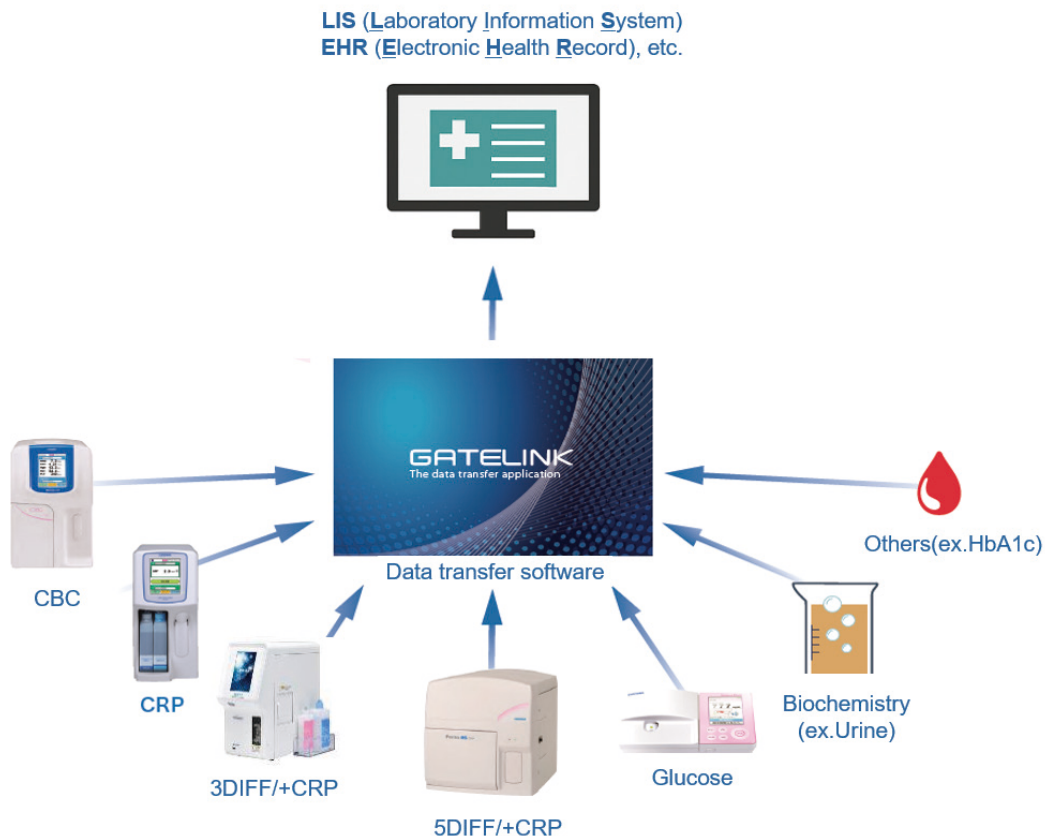 LIS (Laboratory Information System)
EHR (Electronic Health Record), etc.
GATELINK
The data transfer application
Data transfer software
CBC
CRP
3DIFF/+CRP
5DIFF/+CRP
Glucose
Biochemistry
(ex.Urine)
Others(ex.HbA1c)